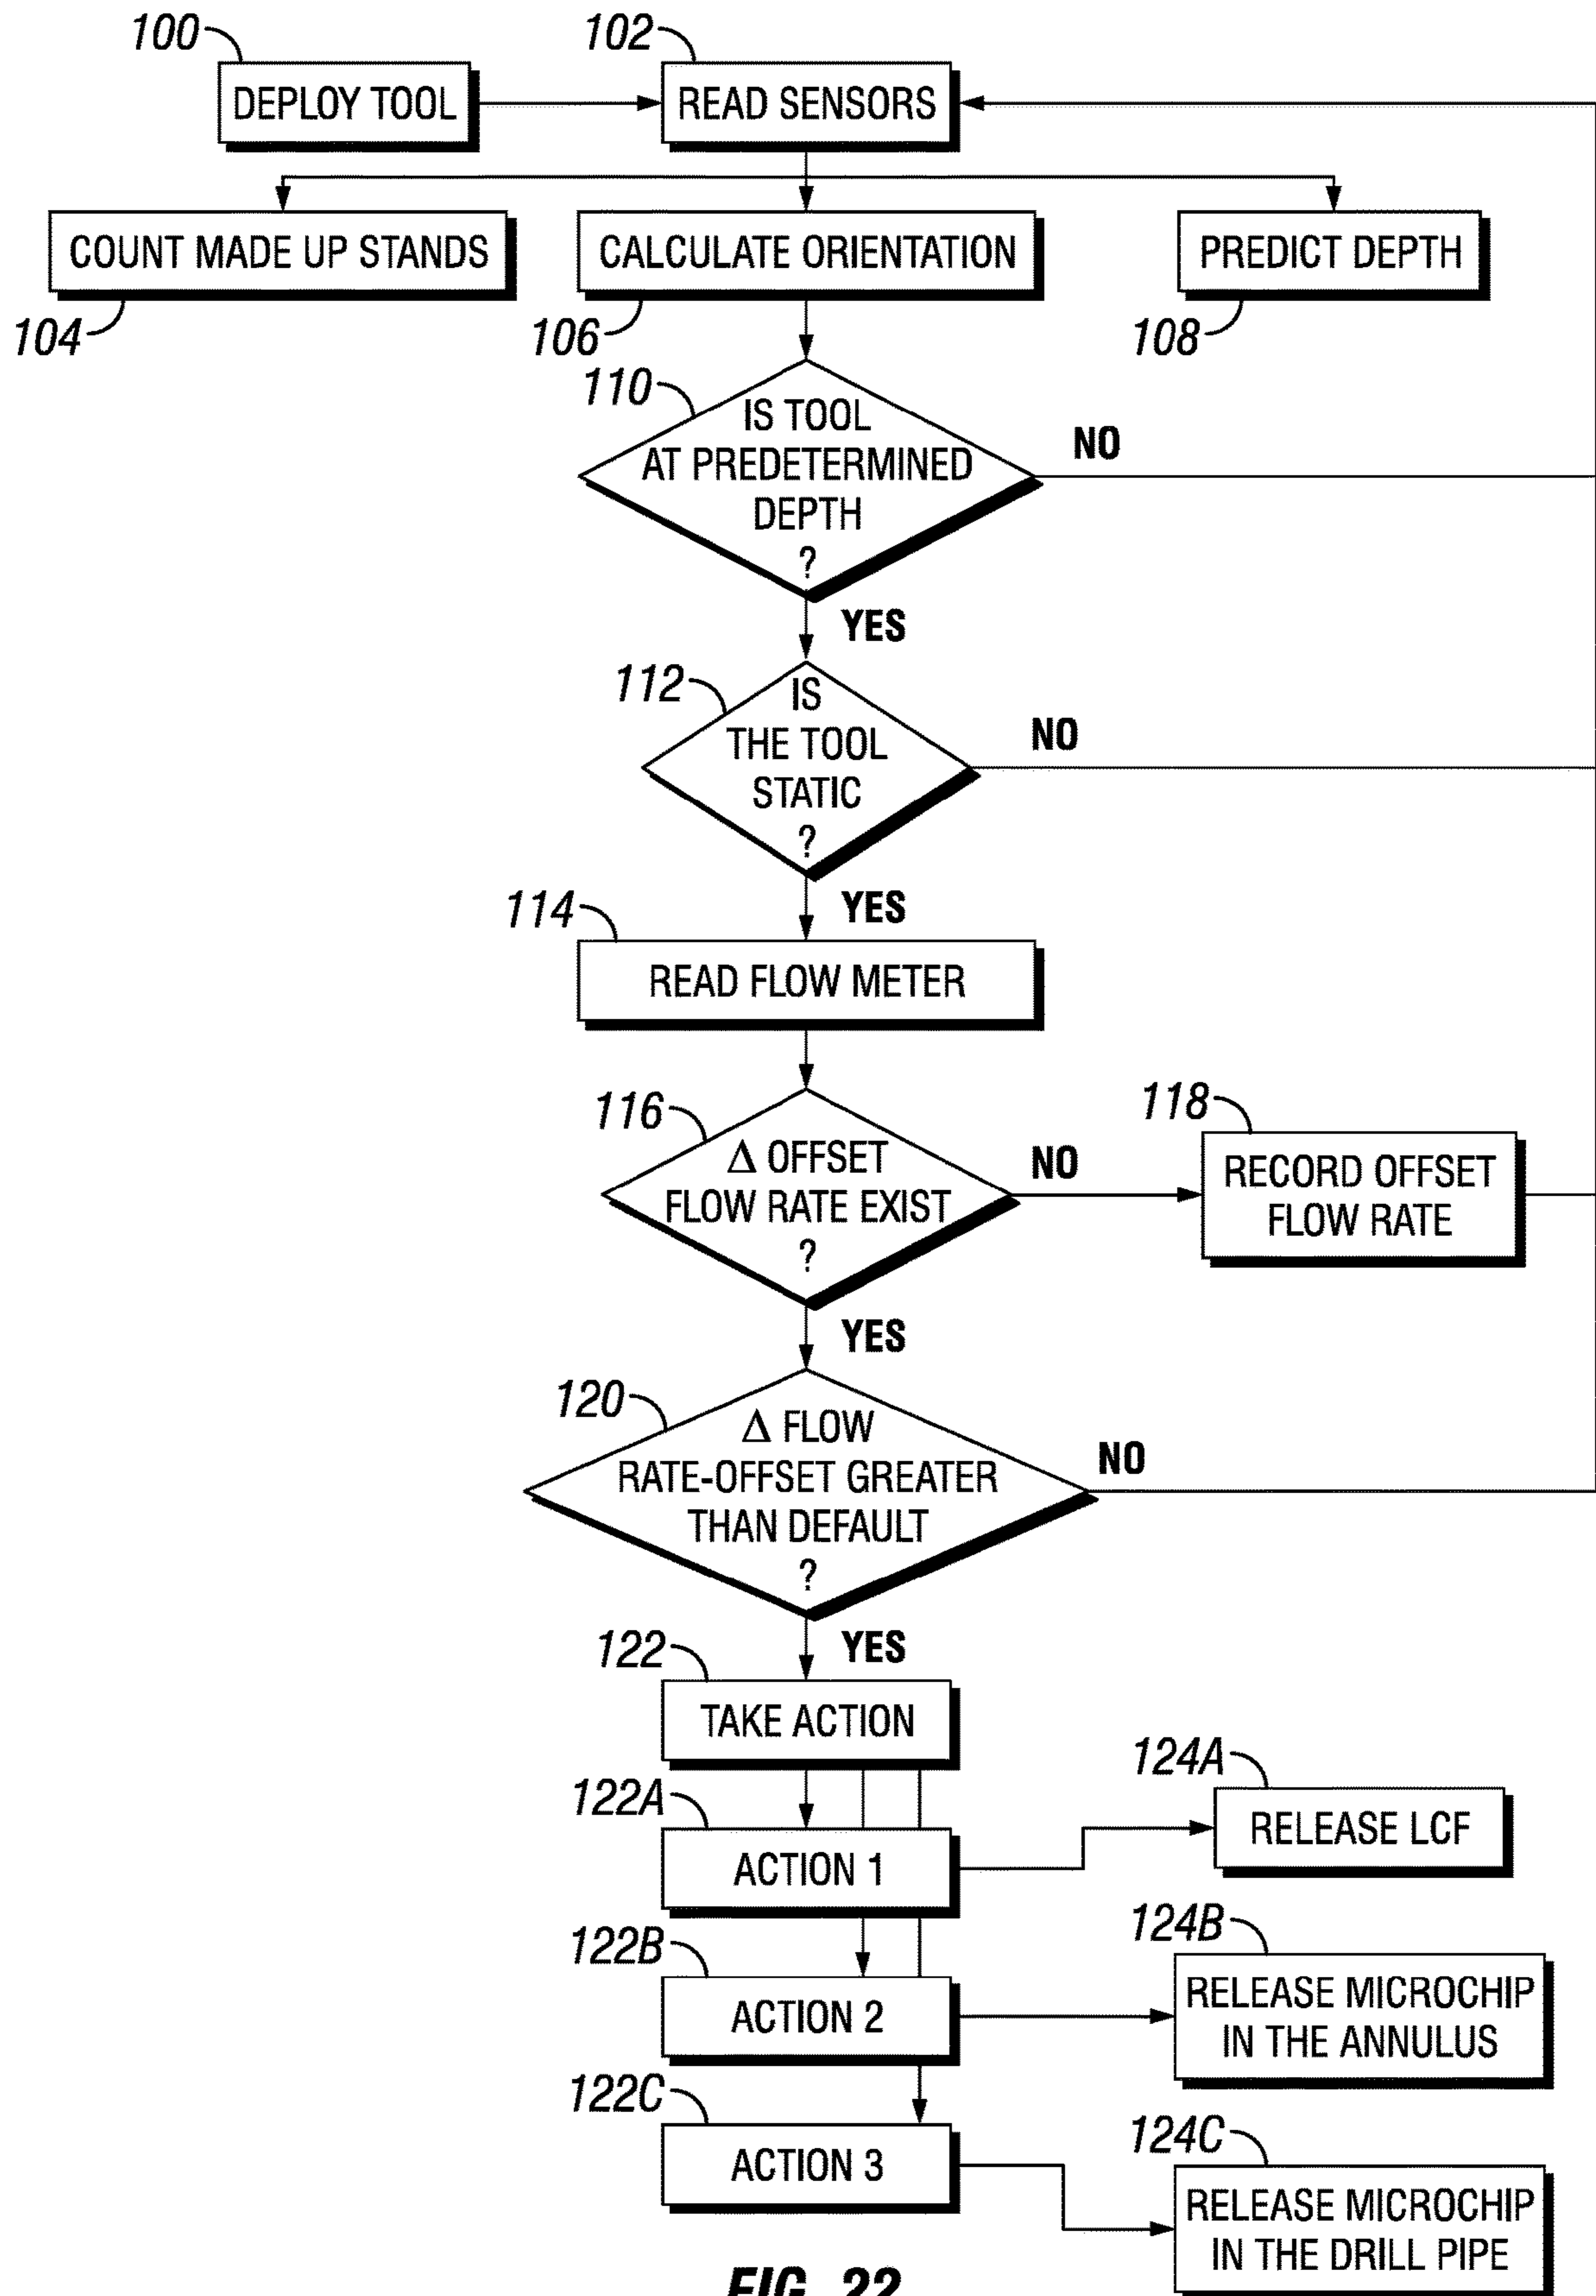 100
102
DEPLOY TOOL
READ SENSORS
COUNT MADE UP STANDS
CALCULATE ORIENTATION
PREDICT DEPTH
104
106
108
110
IS TOOL
AT PREDETERMINED
DEPTH
?
NO
YES
112
IS
THE TOOL
STATIC
?
NO
YES
114
READ FLOW METER
116
Δ OFFSET
FLOW RATE EXIST
?
NO
118
RECORD OFFSET
FLOW RATE
YES
120
Δ FLOW
RATE-OFFSET GREATER
THAN DEFAULT
?
NO
YES
122
TAKE ACTION
122A
ACTION 1
124A
RELEASE LCF
122B
ACTION 2
124B
RELEASE MICROCHIP
IN THE ANNULUS
122C
ACTION 3
124C
RELEASE MICROCHIP
IN THE DRILL PIPE
FIG. 22